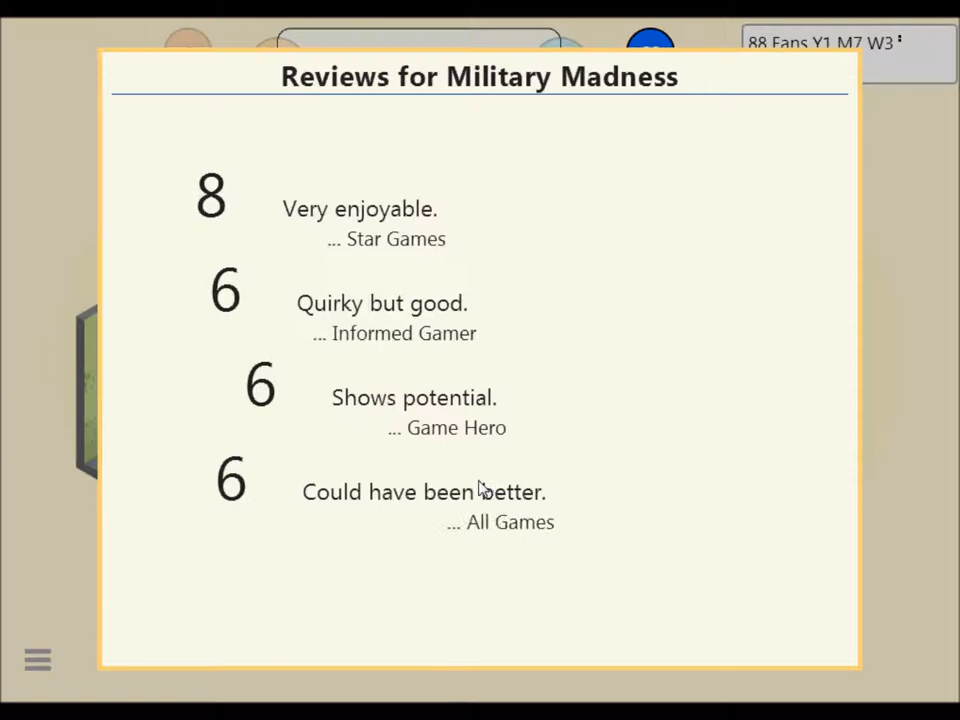 88 Fans Y1 M7 W3
Reviews for Military Madness
8
Very enjoyable.
... Star Games
6
Quirky but good.
... Informed Gamer
6
Shows potential.
... Game Hero
6
Could have been better.
... All Games